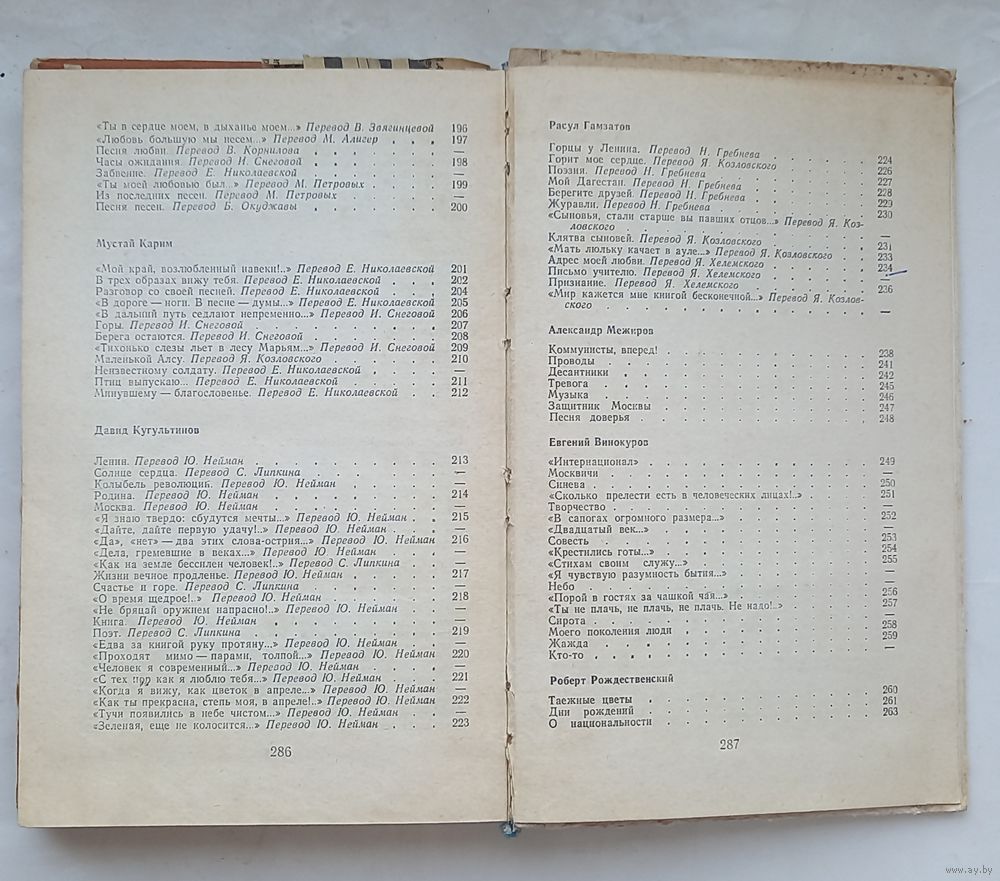 «Ты в сердце моем, в дыханье моем...» Перевод В. Звягинцевой 196
«Любовь большую мы несем...» Перевод М. Алигер . . . 197
Песня любви. Перевод В. Корнилова . . . . . —
Часы ожидания. Перевод И. Снеговой . . . . . 198
Забвение. Перевод Е. Николаевской . . . . . —
«Ты моей любовью был...» Перевод М. Петровых . . . . 199
Из последних песен. Перевод М. Петровых . . . . —
Песня песен. Перевод Б. Окуджавы . . . . . 200
Мустай Карим
«Мой край, возлюбленный навеки!..» Перевод Е. Николаевской 201
В трех образах вижу тебя. Перевод Е. Николаевской . . . 202
Разговор со своей песней. Перевод Е. Николаевской . . . 204
«В дороге — ноги. В песне — думы...» Перевод Е. Николаевской 205
«В дальний путь седлают непременно...» Перевод И. Снеговой 206
Горы. Перевод И. Снеговой . . . . . . . 207
Берега остаются. Перевод И. Снеговой . . . . . 208
«Тихонько слезы льет в лесу Марьям...» Перевод И. Снеговой 209
Маленькой Алсу. Перевод Я. Козловского . . . . 210
Неизвестному солдату. Перевод Е. Николаевской . . . —
Птиц выпускаю... Перевод Е. Николаевской . . . . 211
Минувшему — благословенье. Перевод Е. Николаевской . . 212
Давид Кугультинов
Ленин. Перевод Ю. Нейман . . . . . . . 213
Солнце сердца. Перевод С. Липкина . . . . . —
Колыбель революции. Перевод Ю. Нейман . . . . —
Родина. Перевод Ю. Нейман . . . . . . . 214
Москва. Перевод Ю. Нейман . . . . . . . —
«Я знаю твердо: сбудутся мечты...» Перевод Ю. Нейман . 215
«Дайте, дайте первую удачу!..» Перевод Ю. Нейман . . —
«Да», «нет» — два этих слова-острия...» Перевод Ю. Нейман 216
«Дела, гремевшие в веках...» Перевод Ю. Нейман . . . —
«Как на земле бессилен человек!..» Перевод С. Липкина . —
Жизни вечное продленье. Перевод Ю. Нейман . . . 217
Счастье и горе. Перевод С. Липкина . . . . . —
«О время щедрое!..» Перевод Ю. Нейман . . . . 218
«Не бряцай оружием напрасно!..» Перевод Ю. Нейман . . —
Книга. Перевод Ю. Нейман . . . . . . . —
Поэт. Перевод С. Липкина . . . . . . . 219
«Едва за книгой руку протяну...» Перевод Ю. Нейман . . —
«Проходят мимо — парами, толпой...» Перевод Ю. Нейман 220
«Человек я современный...» Перевод Ю. Нейман . . . —
«С тех пор как я люблю тебя...» Перевод Ю. Нейман . . 221
«Когда я вижу, как цветок в апреле...» Перевод Ю. Нейман —
«Как ты прекрасна, степь моя, в апреле!..» Перевод Ю. Нейман 222
«Тучи появились в небе чистом...» Перевод Ю. Нейман . . —
«Зеленая, еще не колосится...» Перевод Ю. Нейман . . . 223
286
Расул Гамзатов
Горцы у Ленина. Перевод Н. Гребнева . . . . .
Горит мое сердце. Перевод Я. Козловского . . . . 224
Поэзия. Перевод Н. Гребнева . . . . . . 226
Мой Дагестан. Перевод Н. Гребнева . . . . . 227
Берегите друзей. Перевод Н. Гребнева . . . . . 228
Журавли. Перевод Н. Гребнева . . . . . . 229
«Сыновья, стали старше вы павших отцов...» Перевод Я. Коз- 230
ловского . . . . . . . . .
Клятва сыновей. Перевод Я. Козловского . . . . —
«Мать люльку качает в ауле...» Перевод Я. Козловского . 231
Адрес моей любви. Перевод Я. Хелемского . . . . 233
Письмо учителю. Перевод Я. Хелемского . . . . 234
Признание. Перевод Я. Хелемского . . . . .
«Мир кажется мне книгой бесконечной...» Перевод Я. Козлов- 236
ского . . . . . . . . . —
Александр Межиров
Коммунисты, вперед! . . . . . . . . 238
Проводы . . . . . . . . . 241
Десантники . . . . . . . . . 242
Тревога . . . . . . . . . 245
Музыка . . . . . . . . . 246
Защитник Москвы . . . . . . . . 247
Песня доверья . . . . . . . . . 248
Евгений Винокуров
«Интернационал» . . . . . . . . 249
Москвичи . . . . . . . . . —
Синева . . . . . . . . . 250
«Сколько прелести есть в человеческих лицах!..» . . . . 251
Творчество . . . . . . . . . —
«В сапогах огромного размера...» . . . . . . 252
«Двадцатый век...» . . . . . . . .
Совесть . . . . . . . . . 253
«Крестились готы...» . . . . . . . . 254
«Стихам своим служу...» . . . . . . . 255
«Я чувствую разумность бытия...» . . . . . . —
Небо . . . . . . . . . —
«Порой в гостях за чашкой чая...» . . . . . . 256
«Ты не плачь, не плачь, не плачь. Не надо!..» . . . . 257
Сирота . . . . . . . . . —
Моего поколения люди . . . . . . . 258
Жажда . . . . . . . . . 259
Кто-то . . . . . . . . . —
Роберт Рождественский
Таежные цветы . . . . . . . . 260
Дни рождений . . . . . . . . 261
О национальности . . . . . . . . 263
287
www.ay.by